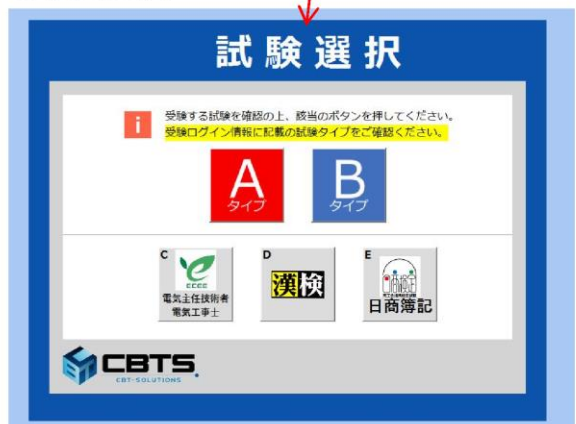 試験選択
i
受験する試験を確認の上、該当のボタンを押してください。
受験ログイン情報に記載の試験タイプをご確認ください。
A
タイプ
B
タイプ
C
ECEE
電気主任技術者
電気工事士
D
漢検
E
日商簿記
CBTS.
CBT-SOLUTIONS